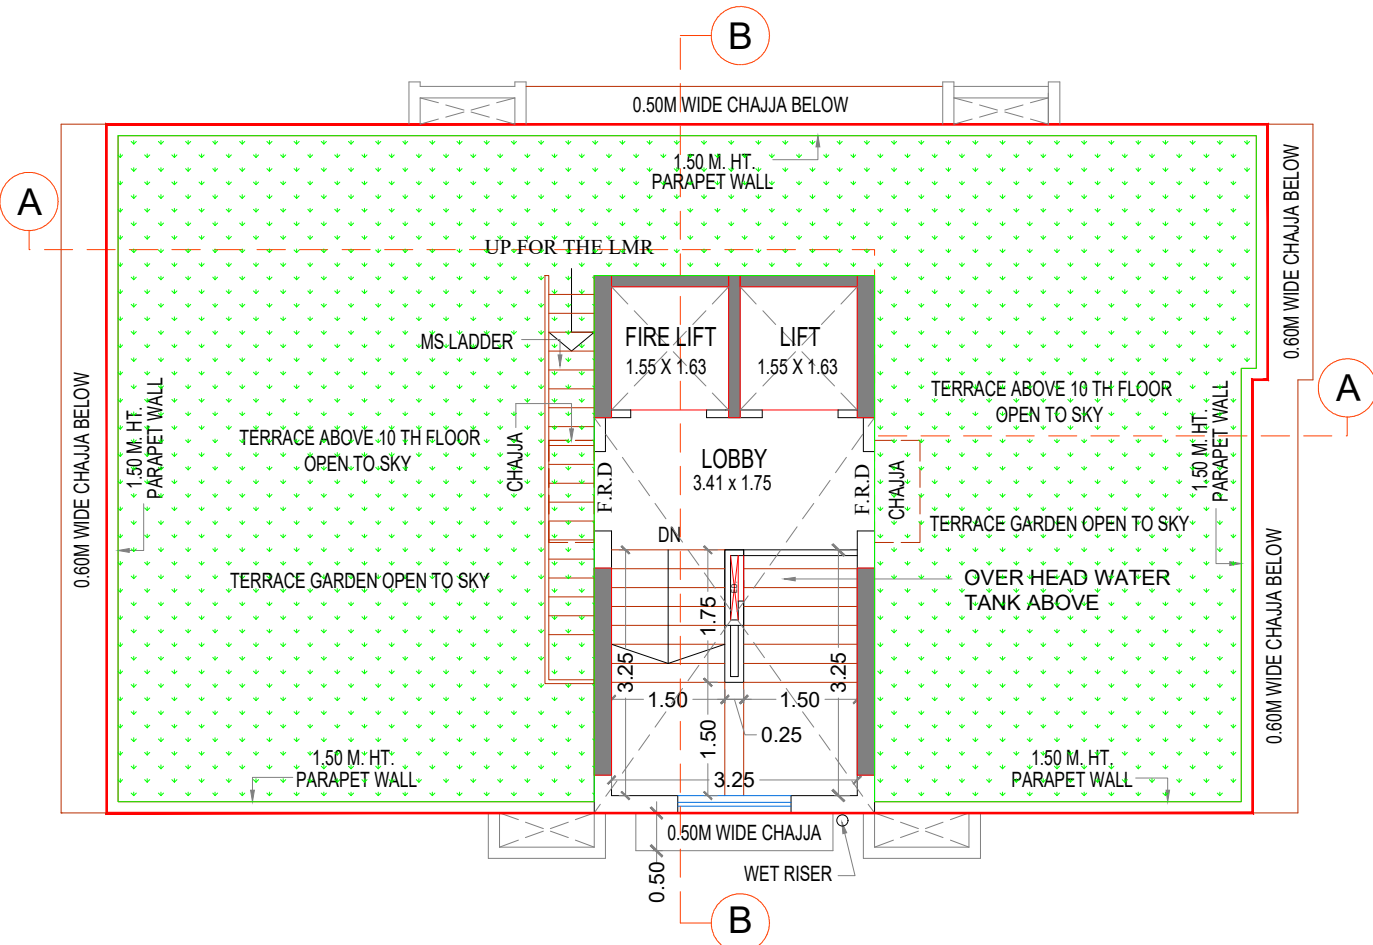 B
0.50M WIDE CHAJJA BELOW
1.50 M. HT.
PARAPET WALL
A
UP FOR THE LMR
0.60M WIDE CHAJJA BELOW
MS.LADDER
FIRE LIFT
1.55 X 1.63
LIFT
1.55 X 1.63
A
TERRACE ABOVE 10 TH FLOOR
OPEN TO SKY
TERRACE ABOVE 10 TH FLOOR
OPEN TO SKY
0.60M WIDE CHAJJA BELOW
1.50 M. HT.
PARAPET WALL
CHAJJA
F.R.D
LOBBY
3.41 x 1.75
F.R.D
CHAJJA
1.50 M. HT.
PARAPET WALL
TERRACE GARDEN OPEN TO SKY
DN
TERRACE GARDEN OPEN TO SKY
OVER HEAD WATER
TANK ABOVE
0.60M WIDE CHAJJA BELOW
1.75
3.25
3.25
1.50
1.50
1.50
0.25
3.25
1.50 M. HT.
PARAPET WALL
1.50 M. HT.
PARAPET WALL
0.50M WIDE CHAJJA
0.50
WET RISER
B